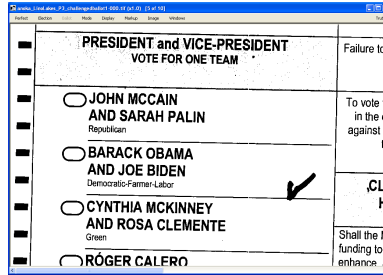 Perfect Election Index Mode Display Markup Image Windows
PRESIDENT and VICE-PRESIDENT
VOTE FOR ONE TEAM
JOHN MCCAIN
AND SARAH PALIN
Republican
BARACK OBAMA
AND JOE BIDEN
Democratic-Farmer-Labor
CYNTHIA MCKINNEY
AND ROSA CLEMENTE
Green
RÓGER CALERO
Failure to
To vote
in the
against
,CL
Shall the
funding to
enhance